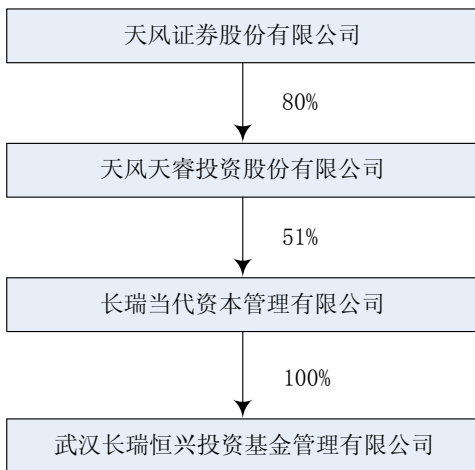 天风证券股份有限公司
80%
天风天睿投资股份有限公司
51%
长瑞当代资本管理有限公司
100%
武汉长瑞恒兴投资基金管理有限公司